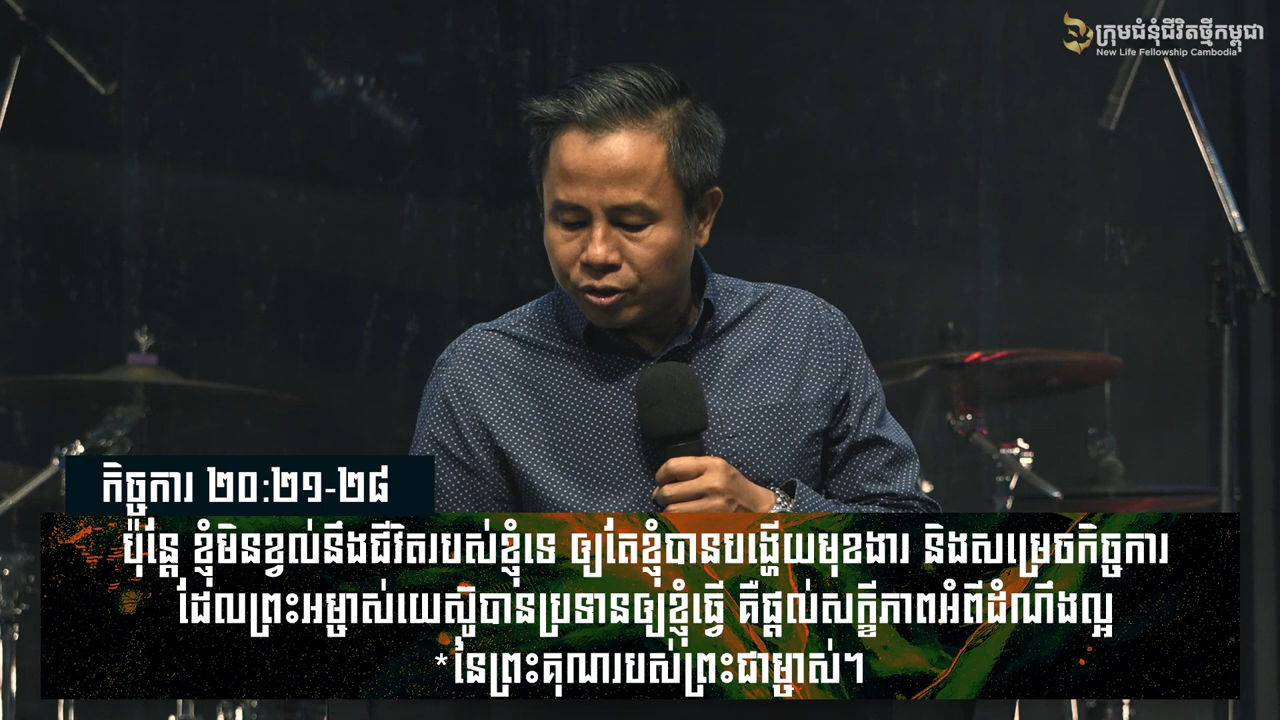 ក្រុមជំនុំជីវិតថ្មីកម្ពុជា
New Life Fellowship Cambodia
កិច្ចការ ២០:២១-២៨
ប៉ុន្តែ ខ្ញុំមិនខ្វល់នឹងជីវិតរបស់ខ្ញុំទេ ឲ្យតែខ្ញុំបានបង្ហើយមុខងារ និងសម្រេចកិច្ចការ
ដែលព្រះអម្ចាស់យេស៊ូបានប្រទានឲ្យខ្ញុំធ្វើ គឺផ្ដល់សក្ខីភាពអំពីដំណឹងល្អ
*នៃព្រះគុណរបស់ព្រះជាម្ចាស់។